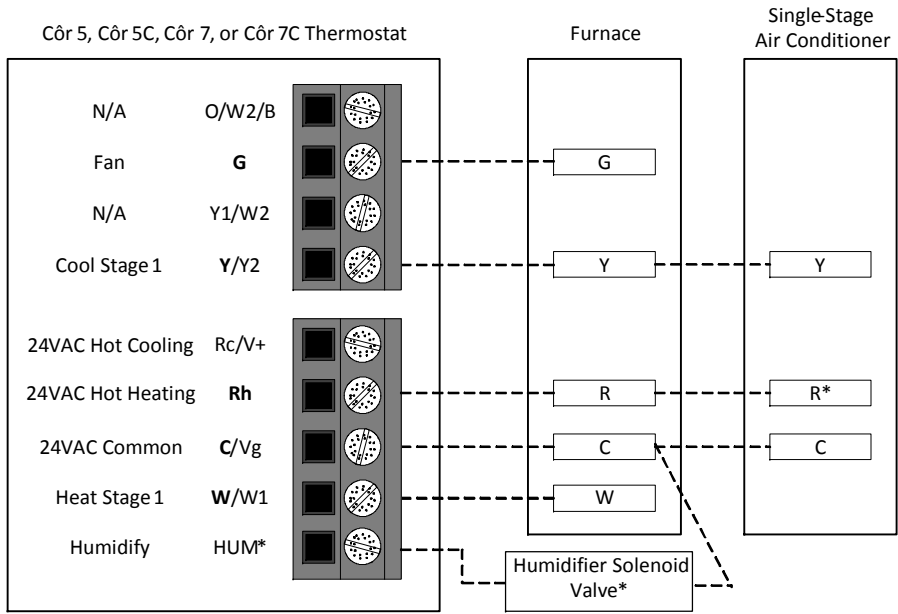 Côr 5, Côr 5C, Côr 7, or Côr 7C Thermostat
Furnace
Single-Stage
Air Conditioner
N/A O/W2/B
Fan G G
N/A Y1/W2
Cool Stage 1 Y/Y2 Y Y
24VAC Hot Cooling Rc/V+
24VAC Hot Heating Rh R R*
24VAC Common C/Vg C C
Heat Stage 1 W/W1 W
Humidify HUM*
Humidifier Solenoid
Valve*